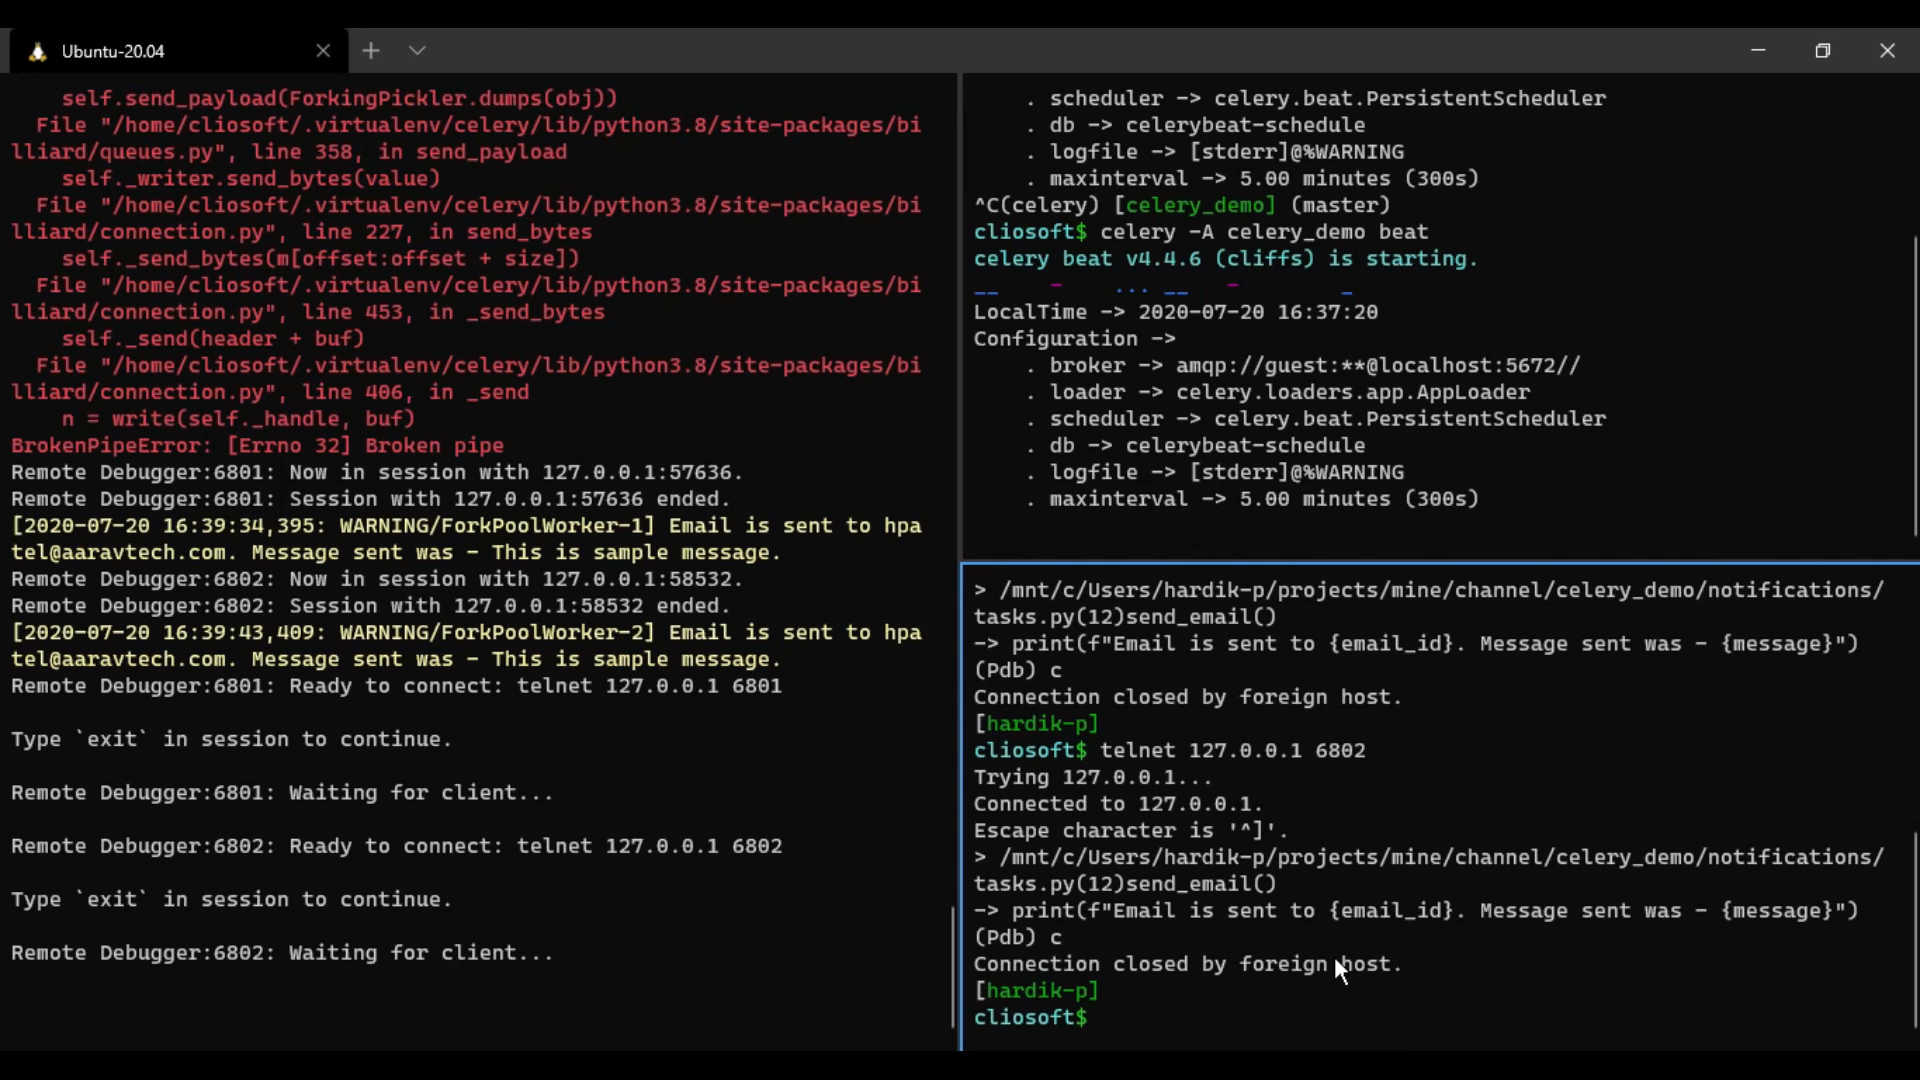 Ubuntu-20.04
self.send_payload(ForkingPickler.dumps(obj))
File "/home/cliosoft/.virtualenv/celery/lib/python3.8/site-packages/bi
lliard/queues.py", line 358, in send_payload
self._writer.send_bytes(value)
File "/home/cliosoft/.virtualenv/celery/lib/python3.8/site-packages/bi
lliard/connection.py", line 227, in send_bytes
self._send_bytes(m[offset:offset + size])
File "/home/cliosoft/.virtualenv/celery/lib/python3.8/site-packages/bi
lliard/connection.py", line 453, in _send_bytes
self._send(header + buf)
File "/home/cliosoft/.virtualenv/celery/lib/python3.8/site-packages/bi
lliard/connection.py", line 406, in _send
n = write(self._handle, buf)
BrokenPipeError: [Errno 32] Broken pipe
Remote Debugger:6801: Now in session with 127.0.0.1:57636.
Remote Debugger:6801: Session with 127.0.0.1:57636 ended.
[2020-07-20 16:39:34,395: WARNING/ForkPoolWorker-1] Email is sent to hpa
tel@aaravtech.com. Message sent was - This is sample message.
Remote Debugger:6802: Now in session with 127.0.0.1:58532.
Remote Debugger:6802: Session with 127.0.0.1:58532 ended.
[2020-07-20 16:39:43,409: WARNING/ForkPoolWorker-2] Email is sent to hpa
tel@aaravtech.com. Message sent was - This is sample message.
Remote Debugger:6801: Ready to connect: telnet 127.0.0.1 6801
Type `exit` in session to continue.
Remote Debugger:6801: Waiting for client...
Remote Debugger:6802: Ready to connect: telnet 127.0.0.1 6802
Type `exit` in session to continue.
Remote Debugger:6802: Waiting for client...
. scheduler -> celery.beat.PersistentScheduler
. db -> celerybeat-schedule
. logfile -> [stderr]@%WARNING
. maxinterval -> 5.00 minutes (300s)
^C(celery) [celery_demo] (master)
cliosoft$ celery -A celery_demo beat
celery beat v4.4.6 (cliffs) is starting.
__    -    ... __   -        _
LocalTime -> 2020-07-20 16:37:20
Configuration ->
. broker -> amqp://guest:**@localhost:5672//
. loader -> celery.loaders.app.AppLoader
. scheduler -> celery.beat.PersistentScheduler
. db -> celerybeat-schedule
. logfile -> [stderr]@%WARNING
. maxinterval -> 5.00 minutes (300s)
> /mnt/c/Users/hardik-p/projects/mine/channel/celery_demo/notifications/
tasks.py(12)send_email()
-> print(f"Email is sent to {email_id}. Message sent was - {message}")
(Pdb) c
Connection closed by foreign host.
[hardik-p]
cliosoft$ telnet 127.0.0.1 6802
Trying 127.0.0.1...
Connected to 127.0.0.1.
Escape character is '^]'.
> /mnt/c/Users/hardik-p/projects/mine/channel/celery_demo/notifications/
tasks.py(12)send_email()
-> print(f"Email is sent to {email_id}. Message sent was - {message}")
(Pdb) c
Connection closed by foreign host.
[hardik-p]
cliosoft$